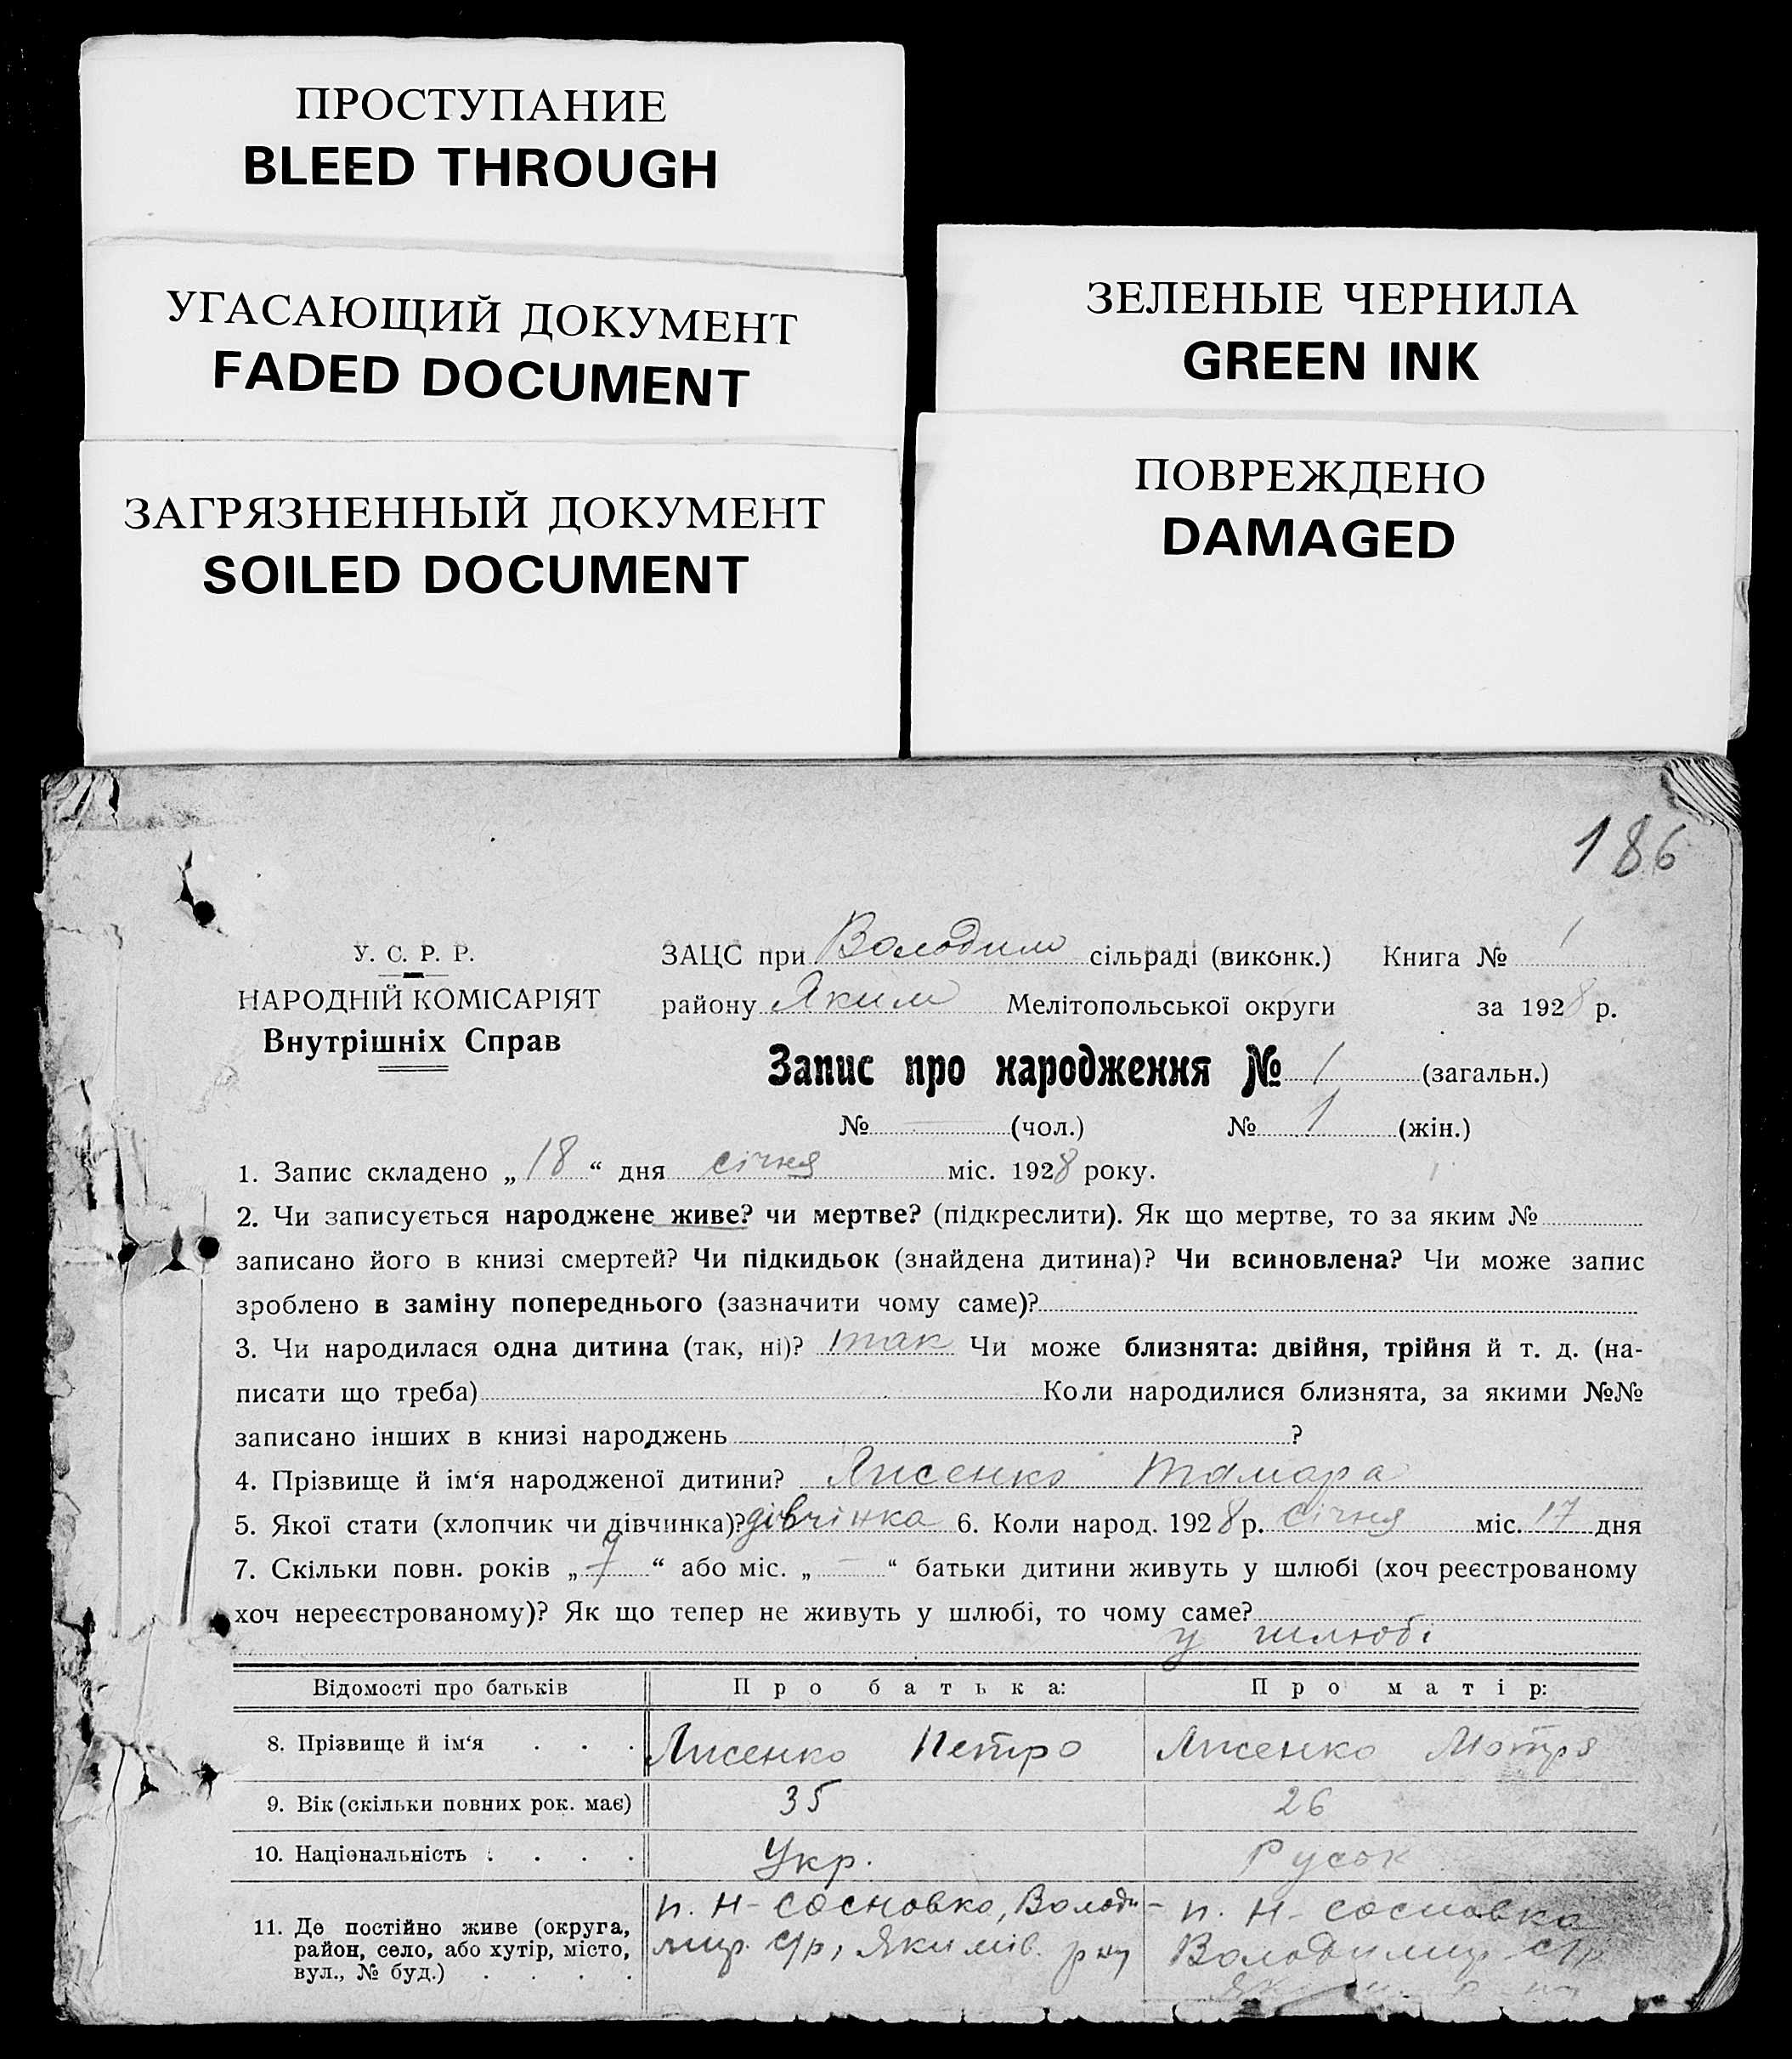 ПРОСТУПАНИЕ
BLEED THROUGH
УГАСАЮЩИЙ ДОКУМЕНТ
FADED DOCUMENT
ЗАГРЯЗНЕННЫЙ ДОКУМЕНТ
SOILED DOCUMENT
ЗЕЛЕНЫЕ ЧЕРНИЛА
GREEN INK
ПОВРЕЖДЕНО
DAMAGED
186
У. С. Р. Р.
НАРОДНІЙ КОМІСАРІЯТ
Внутрішніх Справ
ЗАЦС при Володим сільраді (виконк.) Книга № 1
району Яким Мелітопольської округи за 1928 р.
Запис про народження № 1 (загальн.)
№ — (чол.) № 1 (жін.)
1. Запис складено „18“ дня січня міс. 1928 року.
2. Чи записується народжене живе? чи мертве? (підкреслити). Як що мертве, то за яким №
записано його в книзі смертей? Чи підкидьок (знайдена дитина)? Чи всиновлена? Чи може запис
зроблено в заміну попереднього (зазначити чому саме)?
3. Чи народилася одна дитина (так, ні)? так Чи може близнята: двійня, трійня й т. д. (на-
писати що треба) Коли народилися близнята, за якими №№
записано інших в книзі народжень ?
4. Прізвище й ім‘я народженої дитини? Лисенко Тамара
5. Якої стати (хлопчик чи дівчинка)? дівчінка 6. Коли народ. 1928 р. Січня міс. 17 дня
7. Скільки повн. років „7“ або міс. „—“ батьки дитини живуть у шлюбі (хоч реєстрованому
хоч нереєстрованому)? Як що тепер не живуть у шлюбі, то чому саме?
у шлюбі
Відомості про батьків Про батька: Про матір:
8. Прізвище й ім‘я . . . Лисенко Петро Лисенко Мотря
9. Вік (скільки повних рок. має) 35 26
10. Національність . . . . Укр. Русск
11. Де постійно живе (округа,
район, село, або хутір, місто,
вул., № буд.) . . . .
п. Н-Сосновка, Володи-
мир. с/р, Якимів. р ну
п. Н-Сосновка
Володимир с/р